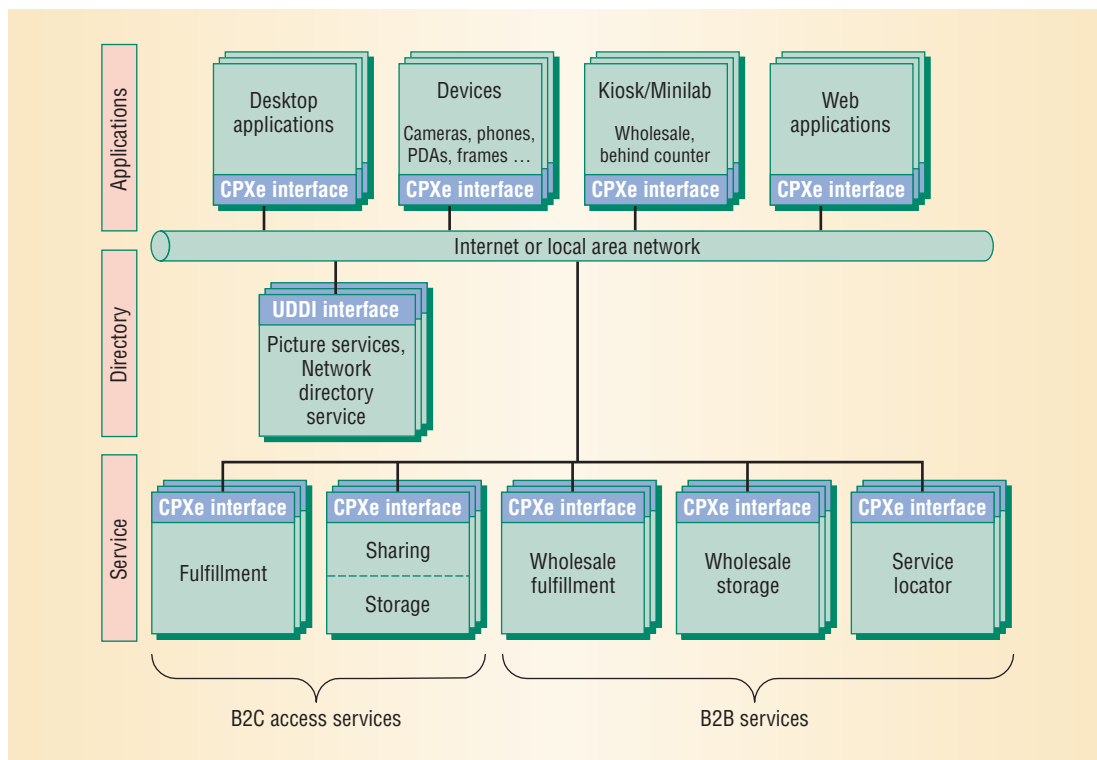 Applications
Desktop
applications
CPXe interface
Devices
Cameras, phones,
PDAs, frames …
CPXe interface
Kiosk/Minilab
Wholesale,
behind counter
CPXe interface
Web
applications
CPXe interface
Internet or local area network
Directory
UDDI interface
Picture services,
Network
directory
service
Service
CPXe interface
Fulfillment
CPXe interface
Sharing
Storage
CPXe interface
Wholesale
fulfillment
CPXe interface
Wholesale
storage
CPXe interface
Service
locator
B2C access services
B2B services